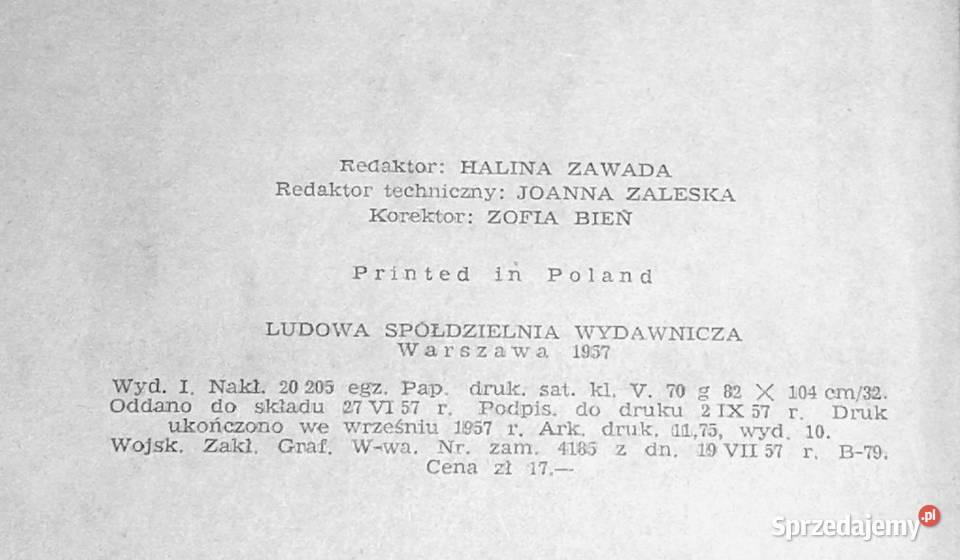 Redaktor: HALINA ZAWADA
Redaktor techniczny: JOANNA ZALESKA
Korektor: ZOFIA BIEŃ
Printed in Poland
LUDOWA SPÓŁDZIELNIA WYDAWNICZA
Warszawa 1957
Wyd. I. Nakł. 20 205 egz. Pap. druk. sat. kl. V. 70 g 82 × 104 cm/32.
Oddano do składu 27 VI 57 r. Podpis. do druku 2 IX 57 r. Druk
ukończono we wrześniu 1957 r. Ark. druk. 11,75, wyd. 10.
Wojsk. Zakł. Graf. W-wa. Nr. zam. 4185 z dn. 19 VII 57 r. B-79.
Cena zł 17.—
Sprzedajemy.pl